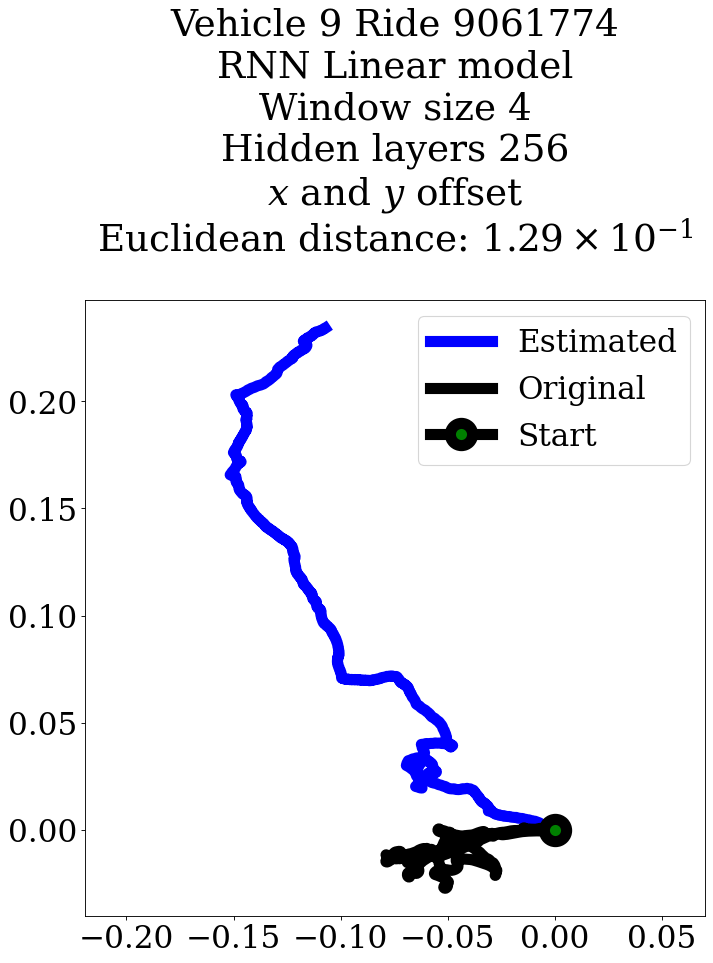 Vehicle 9 Ride 9061774
RNN Linear model
Window size 4
Hidden layers 256
x and y offset
Euclidean distance: 1.29 × 10⁻¹
Estimated
Original
Start
0.20
0.15
0.10
0.05
0.00
−0.20 −0.15 −0.10 −0.05 0.00 0.05